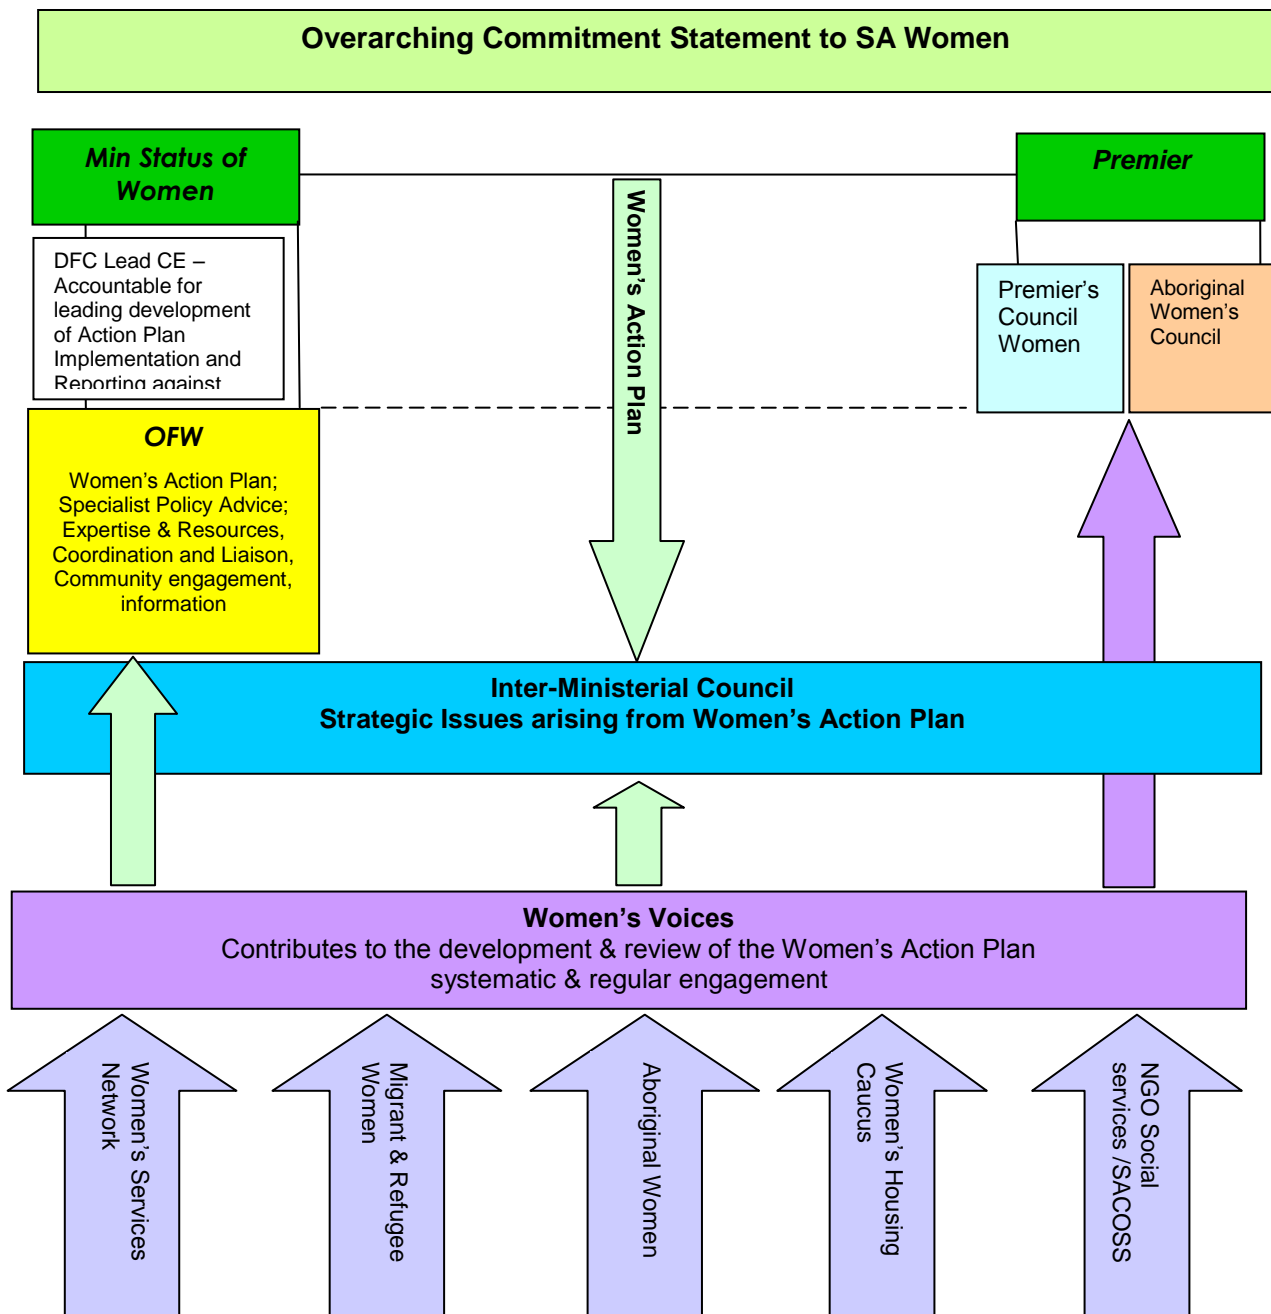 Overarching Commitment Statement to SA Women
Min Status of
Women
Premier
DFC Lead CE –
Accountable for
leading development
of Action Plan
Implementation and
Reporting against
Women's Action Plan
Premier's
Council
Women
Aboriginal
Women's
Council
OFW
Women's Action Plan;
Specialist Policy Advice;
Expertise & Resources,
Coordination and Liaison,
Community engagement,
information
Inter-Ministerial Council
Strategic Issues arising from Women's Action Plan
Women's Voices
Contributes to the development & review of the Women's Action Plan
systematic & regular engagement
Women's Services
Network
Migrant & Refugee
Women
Aboriginal Women
Women's Housing
Caucus
NGO Social
services /SACOSS